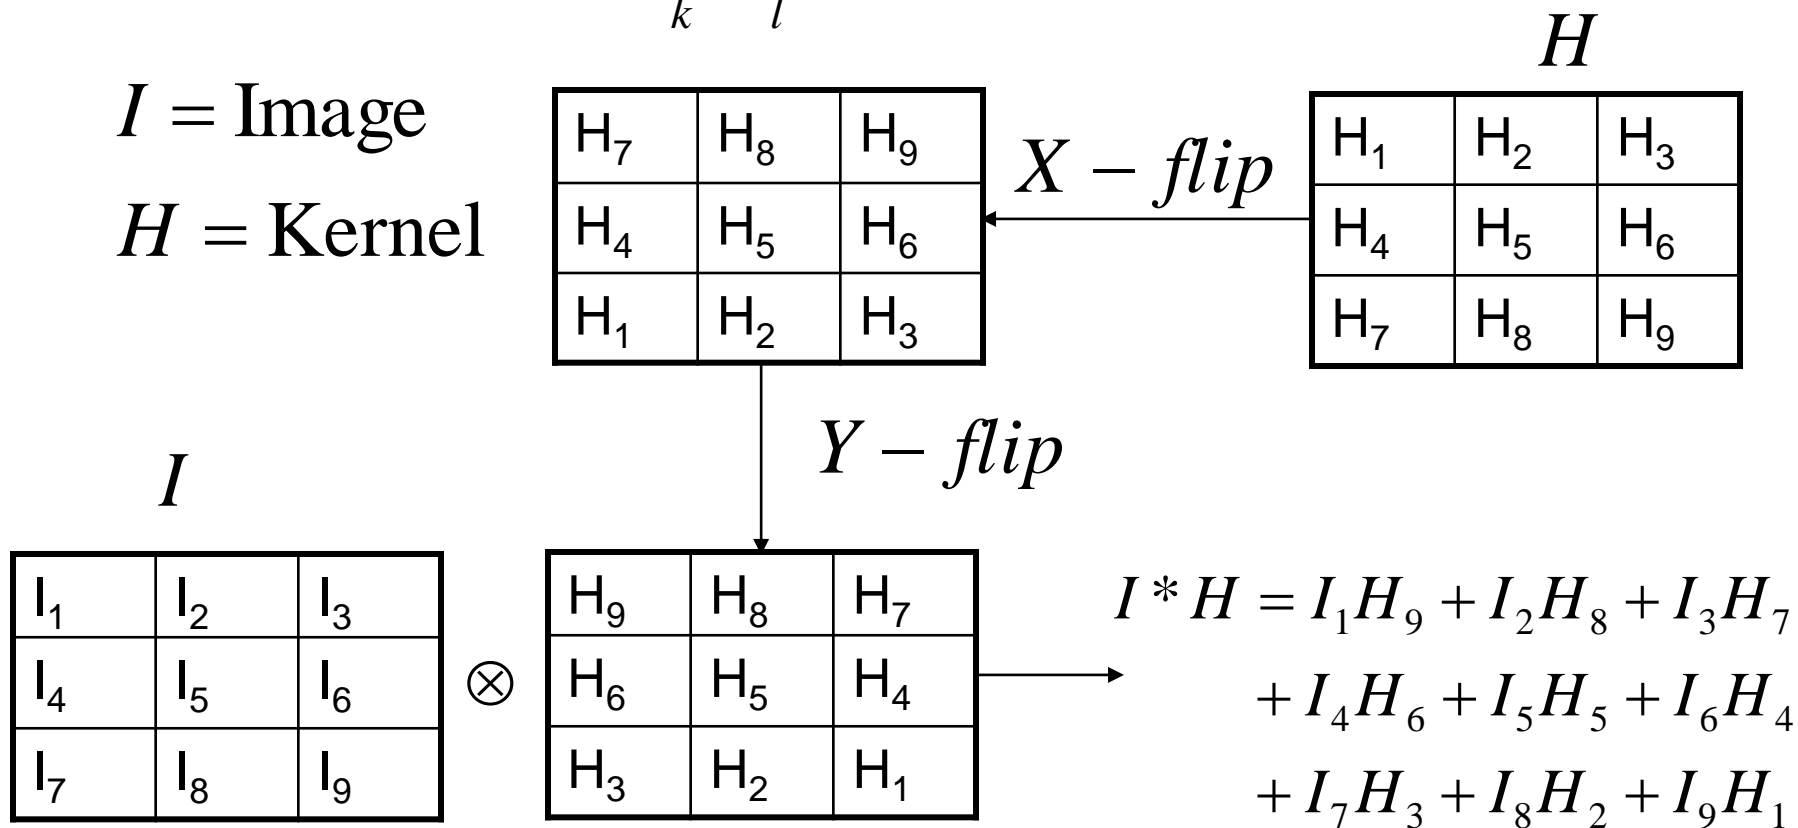 k l
H
I = Image
H = Kernel
H₇ H₈ H₉
H₄ H₅ H₆
H₁ H₂ H₃
X − flip
H₁ H₂ H₃
H₄ H₅ H₆
H₇ H₈ H₉
Y − flip
I
I₁ I₂ I₃
I₄ I₅ I₆
I₇ I₈ I₉
⊗
H₉ H₈ H₇
H₆ H₅ H₄
H₃ H₂ H₁
I * H = I₁H₉ + I₂H₈ + I₃H₇
+ I₄H₆ + I₅H₅ + I₆H₄
+ I₇H₃ + I₈H₂ + I₉H₁